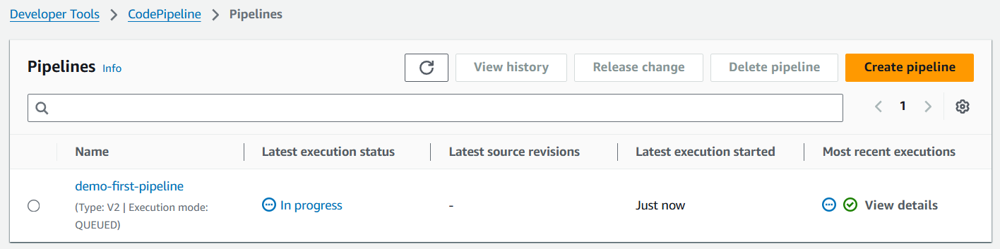 Developer Tools > CodePipeline > Pipelines
Pipelines Info View history Release change Delete pipeline Create pipeline
1
Name Latest execution status Latest source revisions Latest execution started Most recent executions
demo-first-pipeline
(Type: V2 | Execution mode:
QUEUED)
In progress - Just now View details